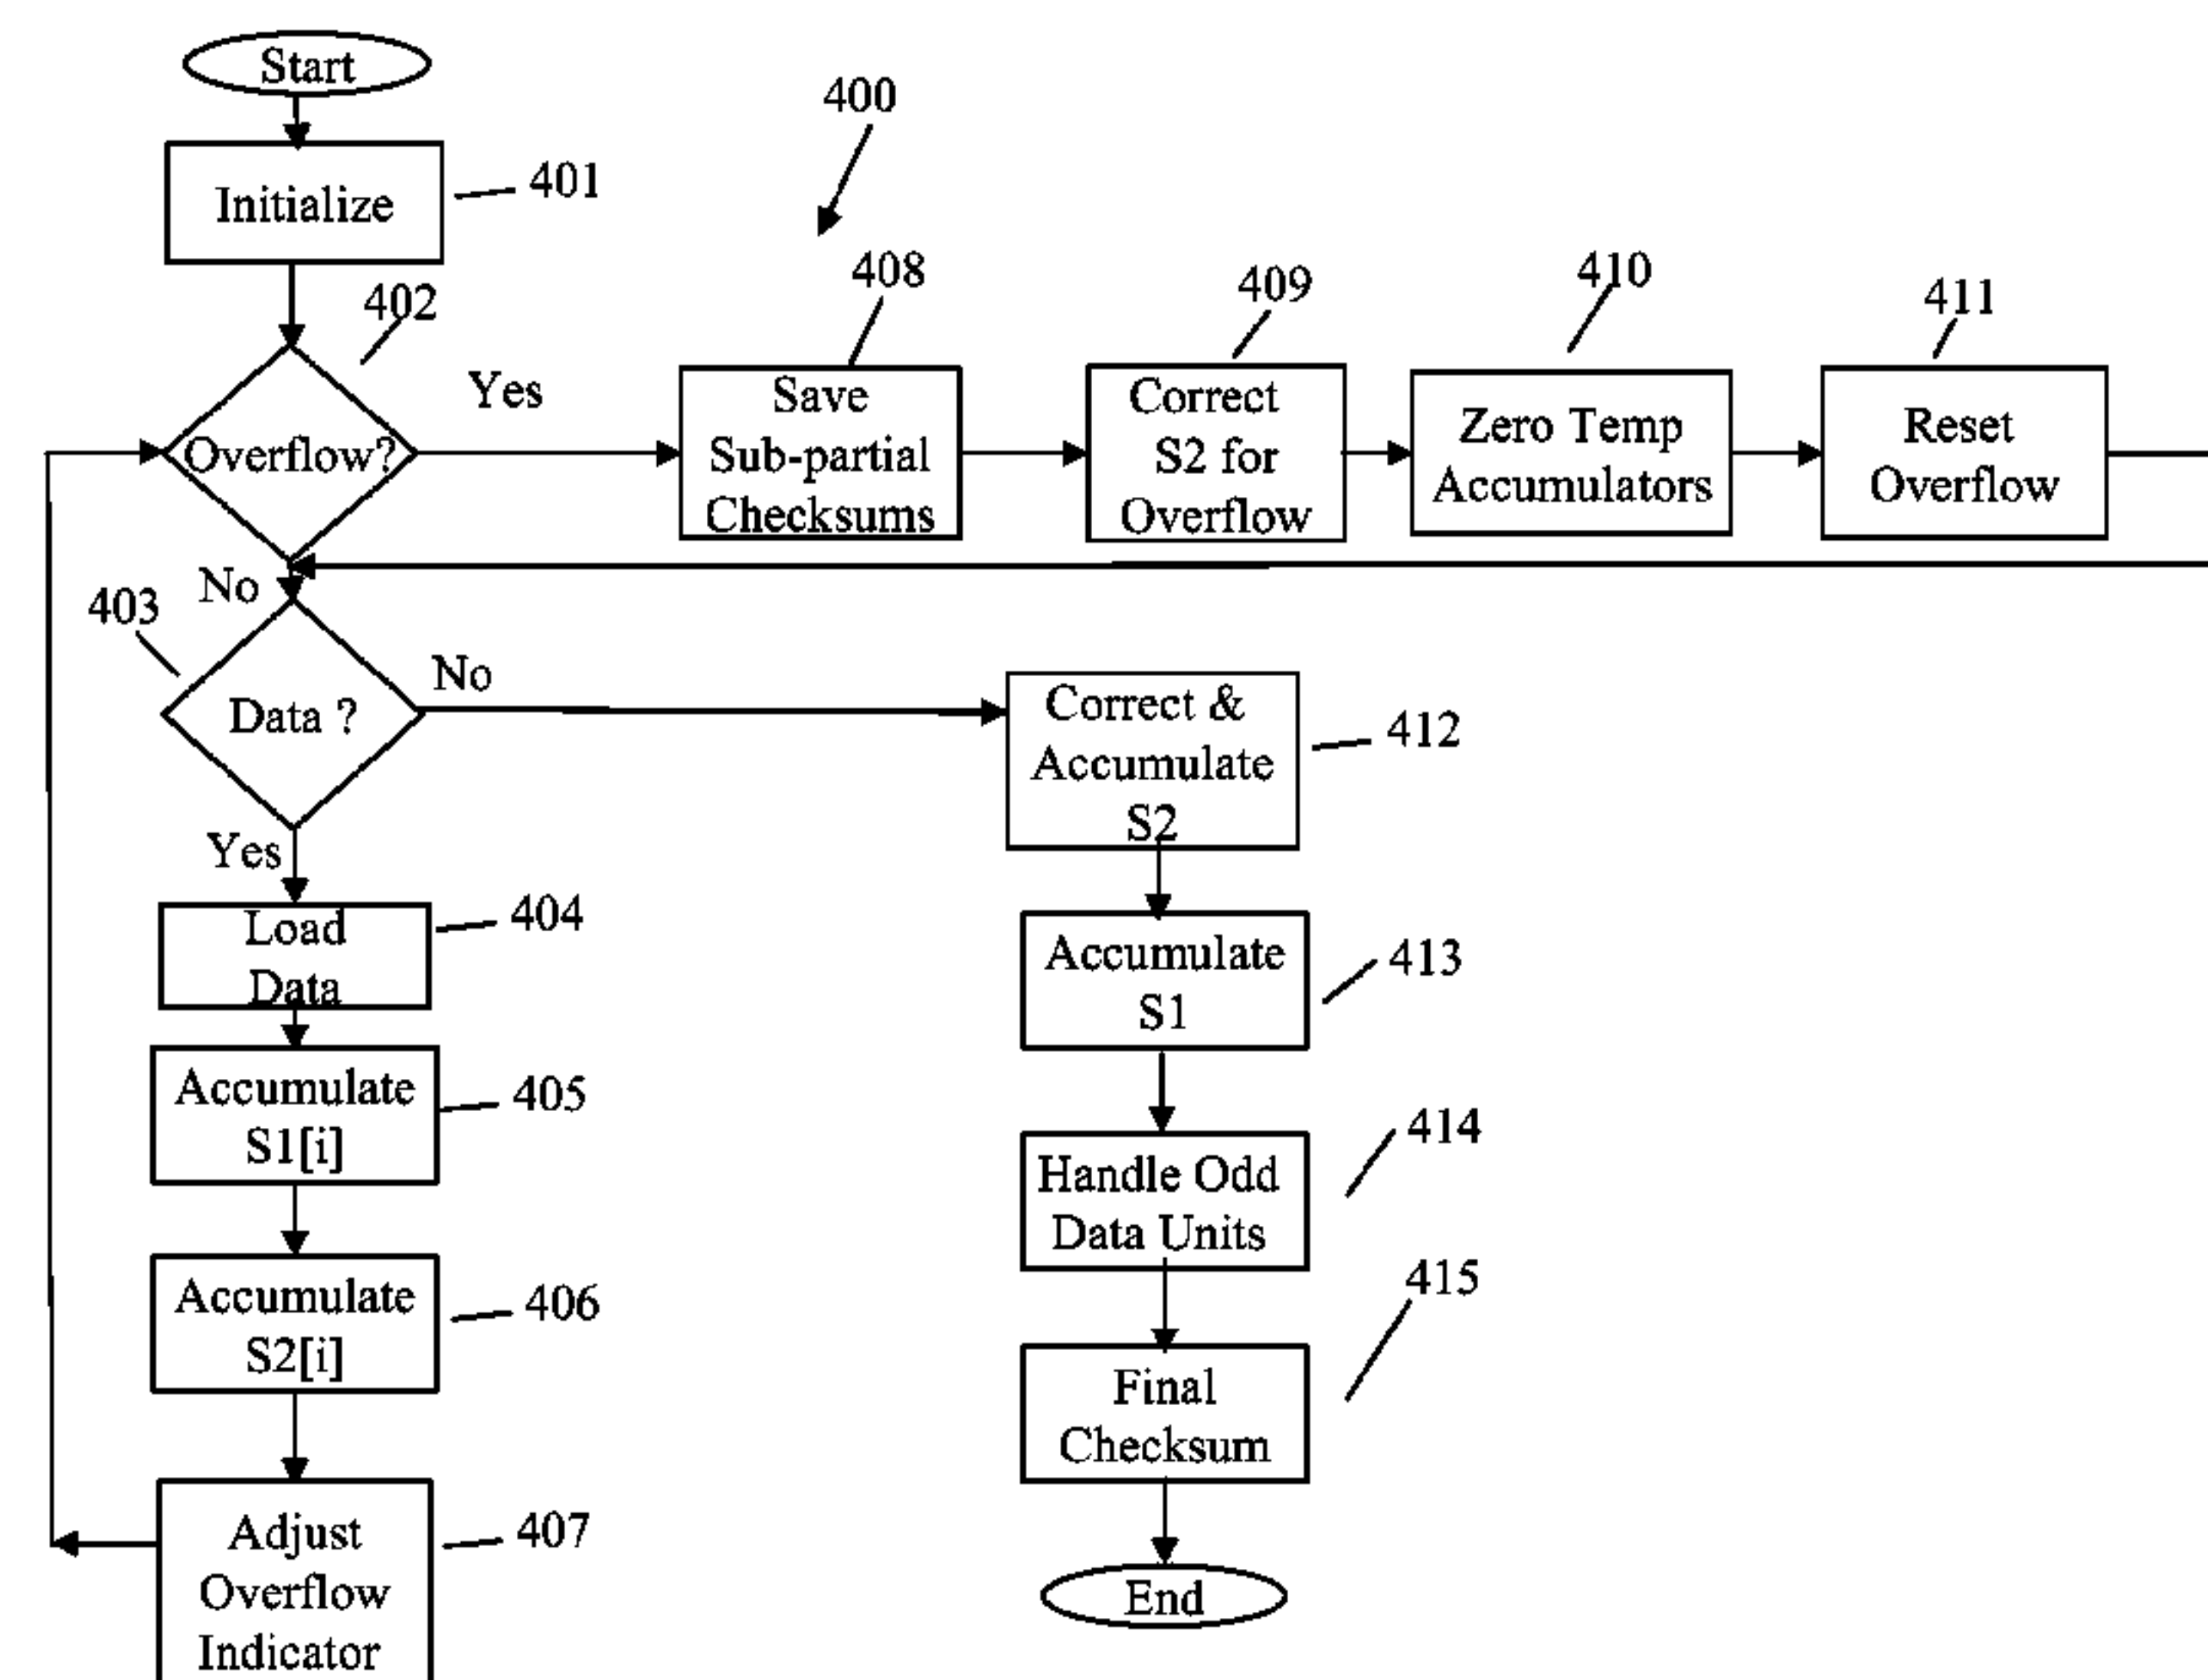 Start
400
Initialize
401
402
408
409
410
411
Overflow?
Yes
Save
Sub-partial
Checksums
Correct
S2 for
Overflow
Zero Temp
Accumulators
Reset
Overflow
No
403
Data ?
No
Correct &
Accumulate
S2
412
Yes
Load
Data
404
Accumulate
S1
413
Accumulate
S1[i]
405
Handle Odd
Data Units
414
Accumulate
S2[i]
406
Final
Checksum
415
Adjust
Overflow
Indicator
407
End